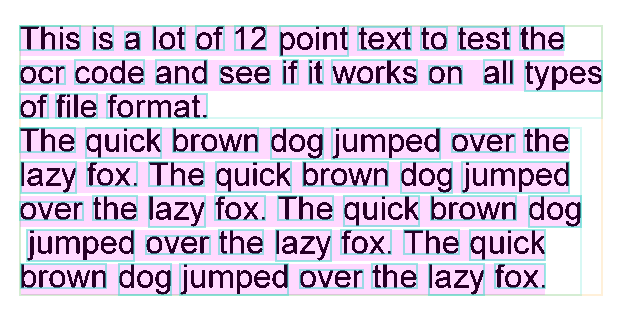 This is a lot of 12 point text to test the
ocr code and see if it works on all types
of file format.
The quick brown dog jumped over the
lazy fox. The quick brown dog jumped
over the lazy fox. The quick brown dog
jumped over the lazy fox. The quick
brown dog jumped over the lazy fox.